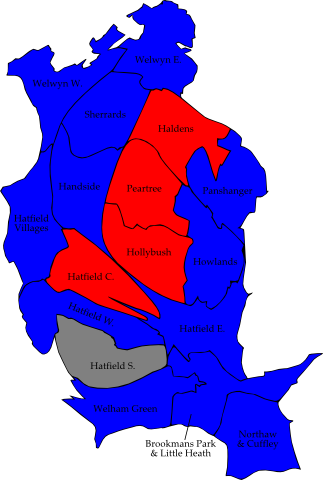 Welwyn E.
Welwyn W.
Sherrards
Haldens
Handside
Peartree
Panshanger
Hatfield
Villages
Hollybush
Howlands
Hatfield C.
Hatfield W.
Hatfield E.
Hatfield S.
Welham Green
Brookmans Park
& Little Heath
Northaw
& Cuffley